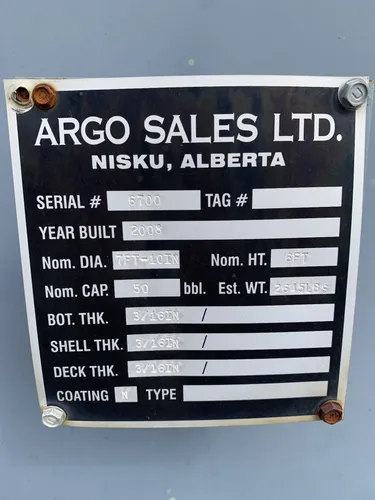 ARGO SALES LTD.
NISKU, ALBERTA
SERIAL # 6700 TAG #
YEAR BUILT 2008
Nom. DIA. 7FT-10IN Nom. HT. 8FT
Nom. CAP. 50 bbl. Est. WT. 2645LBS
BOT. THK. 3/16IN /
SHELL THK. 3/16IN /
DECK THK. 3/16IN /
COATING N TYPE